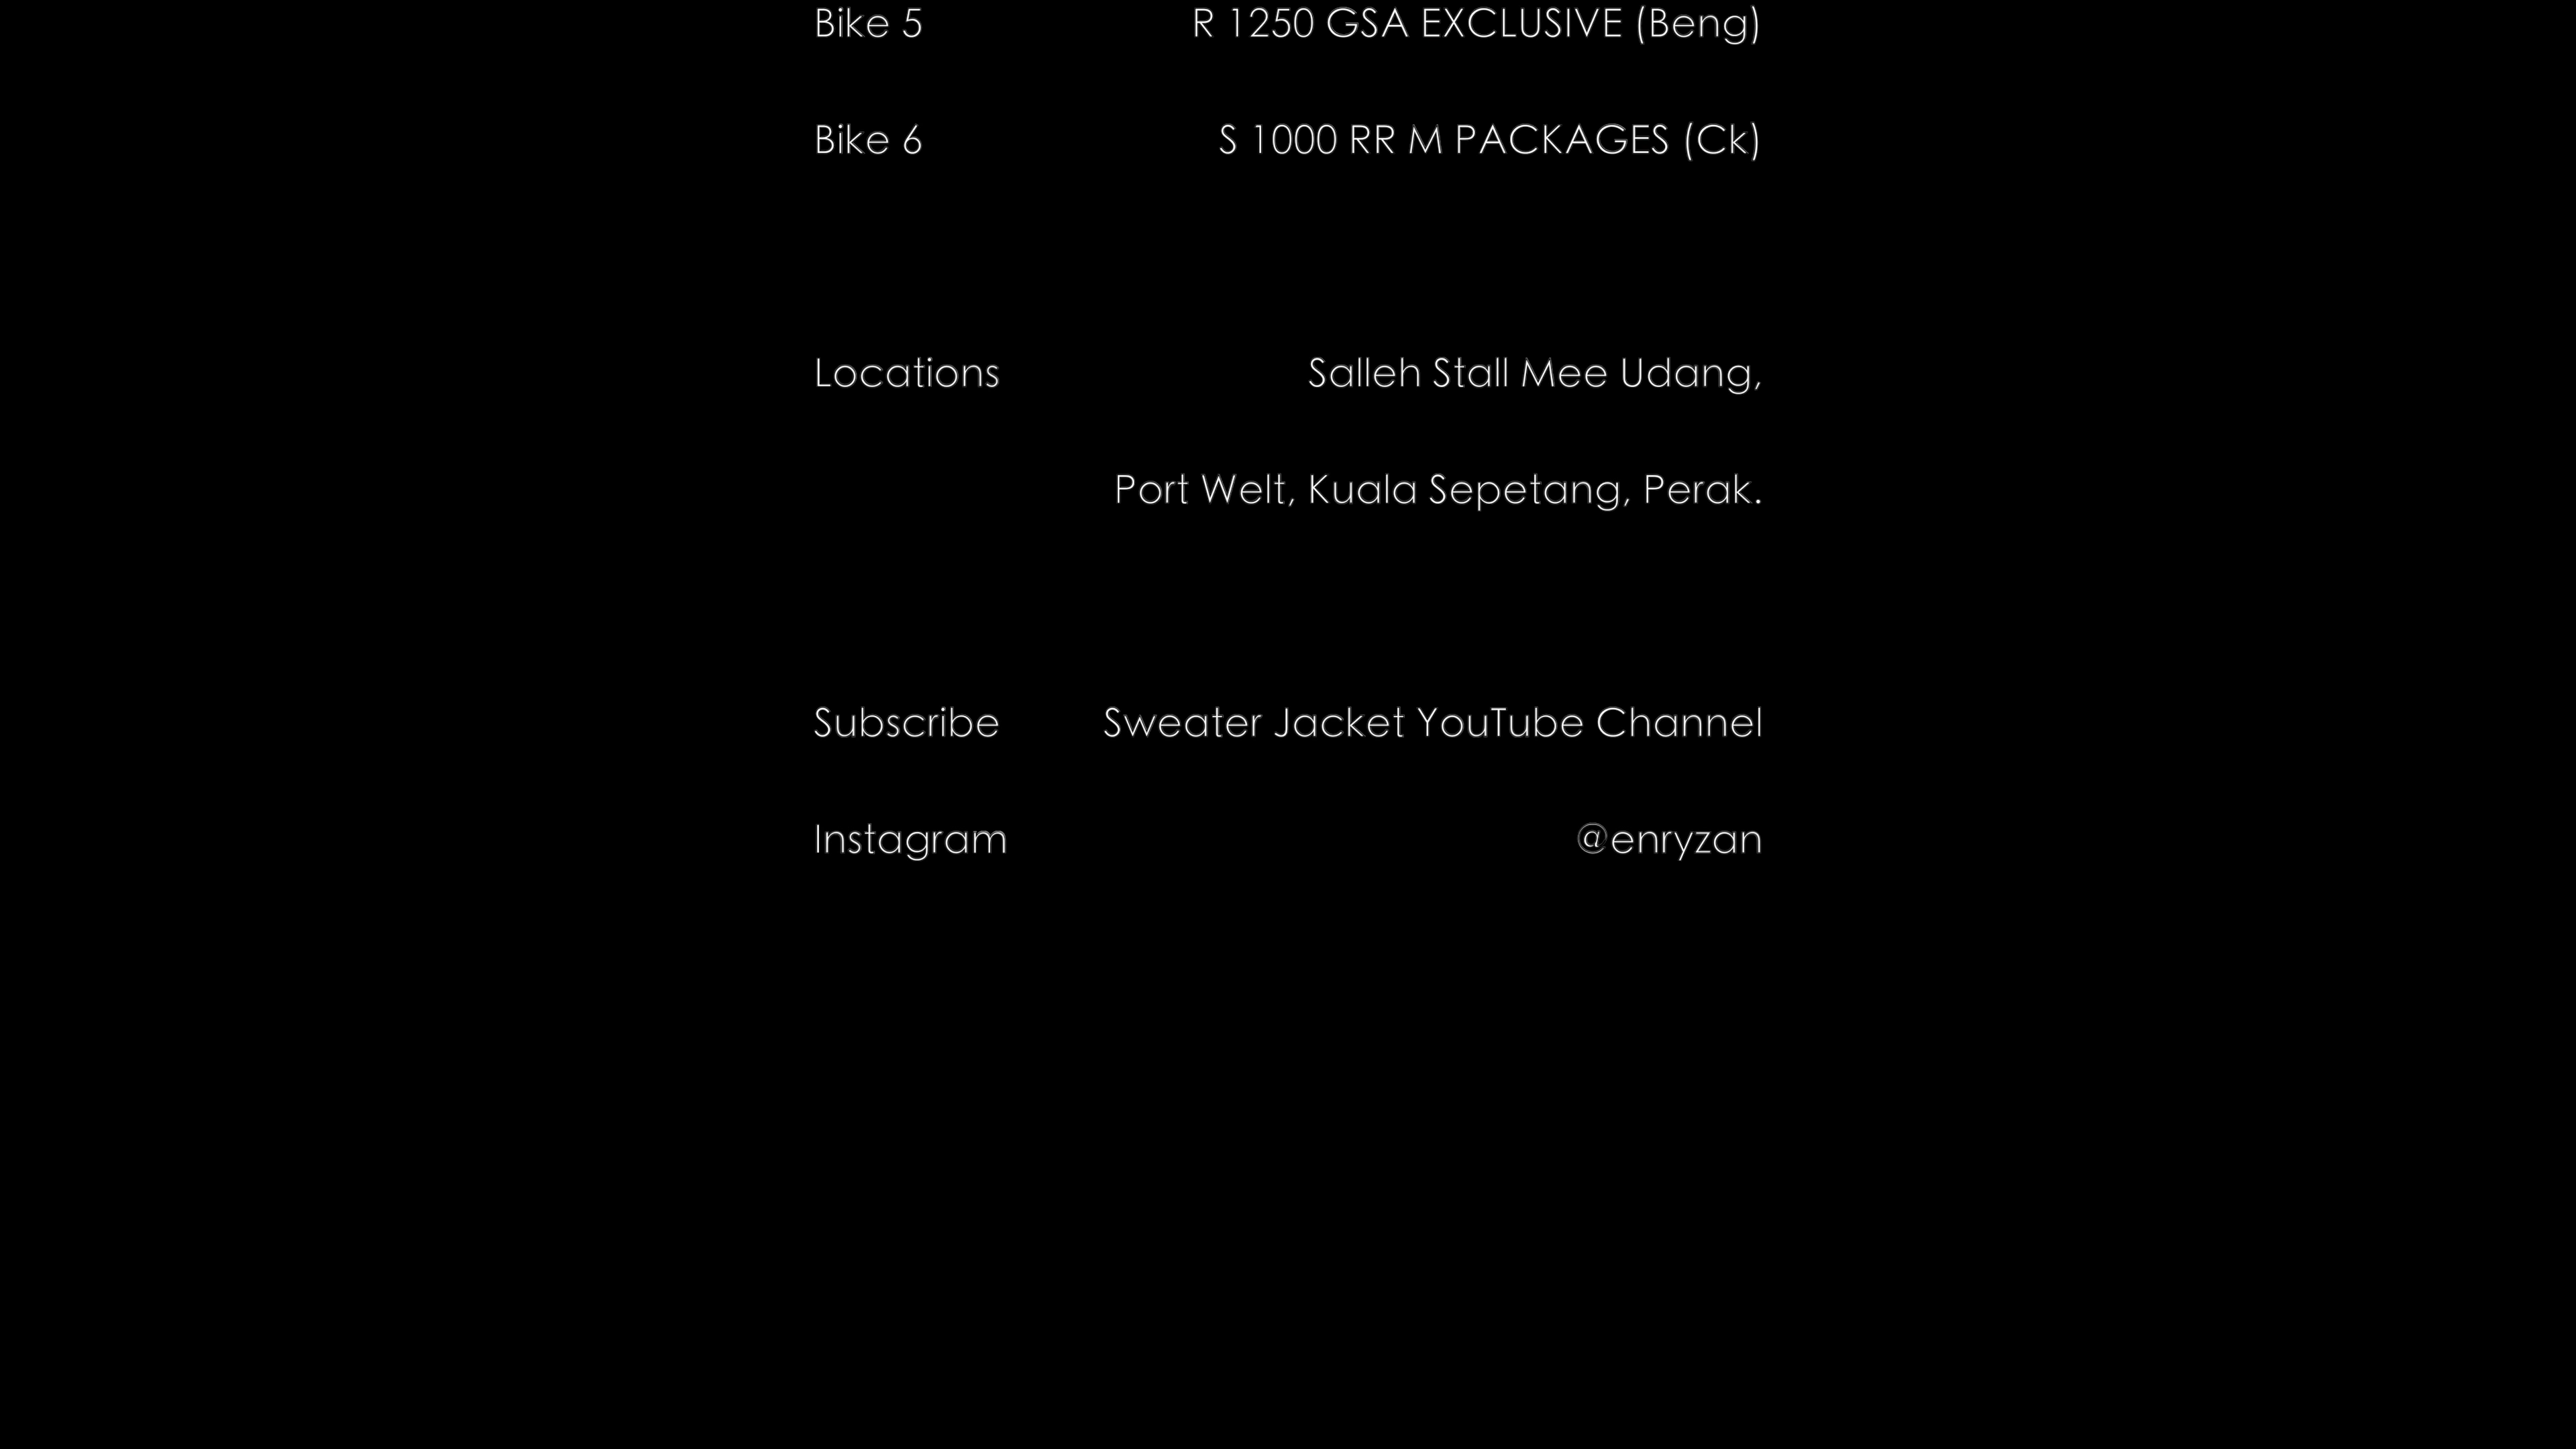 Bike 5 R 1250 GSA EXCLUSIVE (Beng)
Bike 6 S 1000 RR M PACKAGES (Ck)
Locations Salleh Stall Mee Udang,
Port Welt, Kuala Sepetang, Perak.
Subscribe Sweater Jacket YouTube Channel
Instagram @enryzan